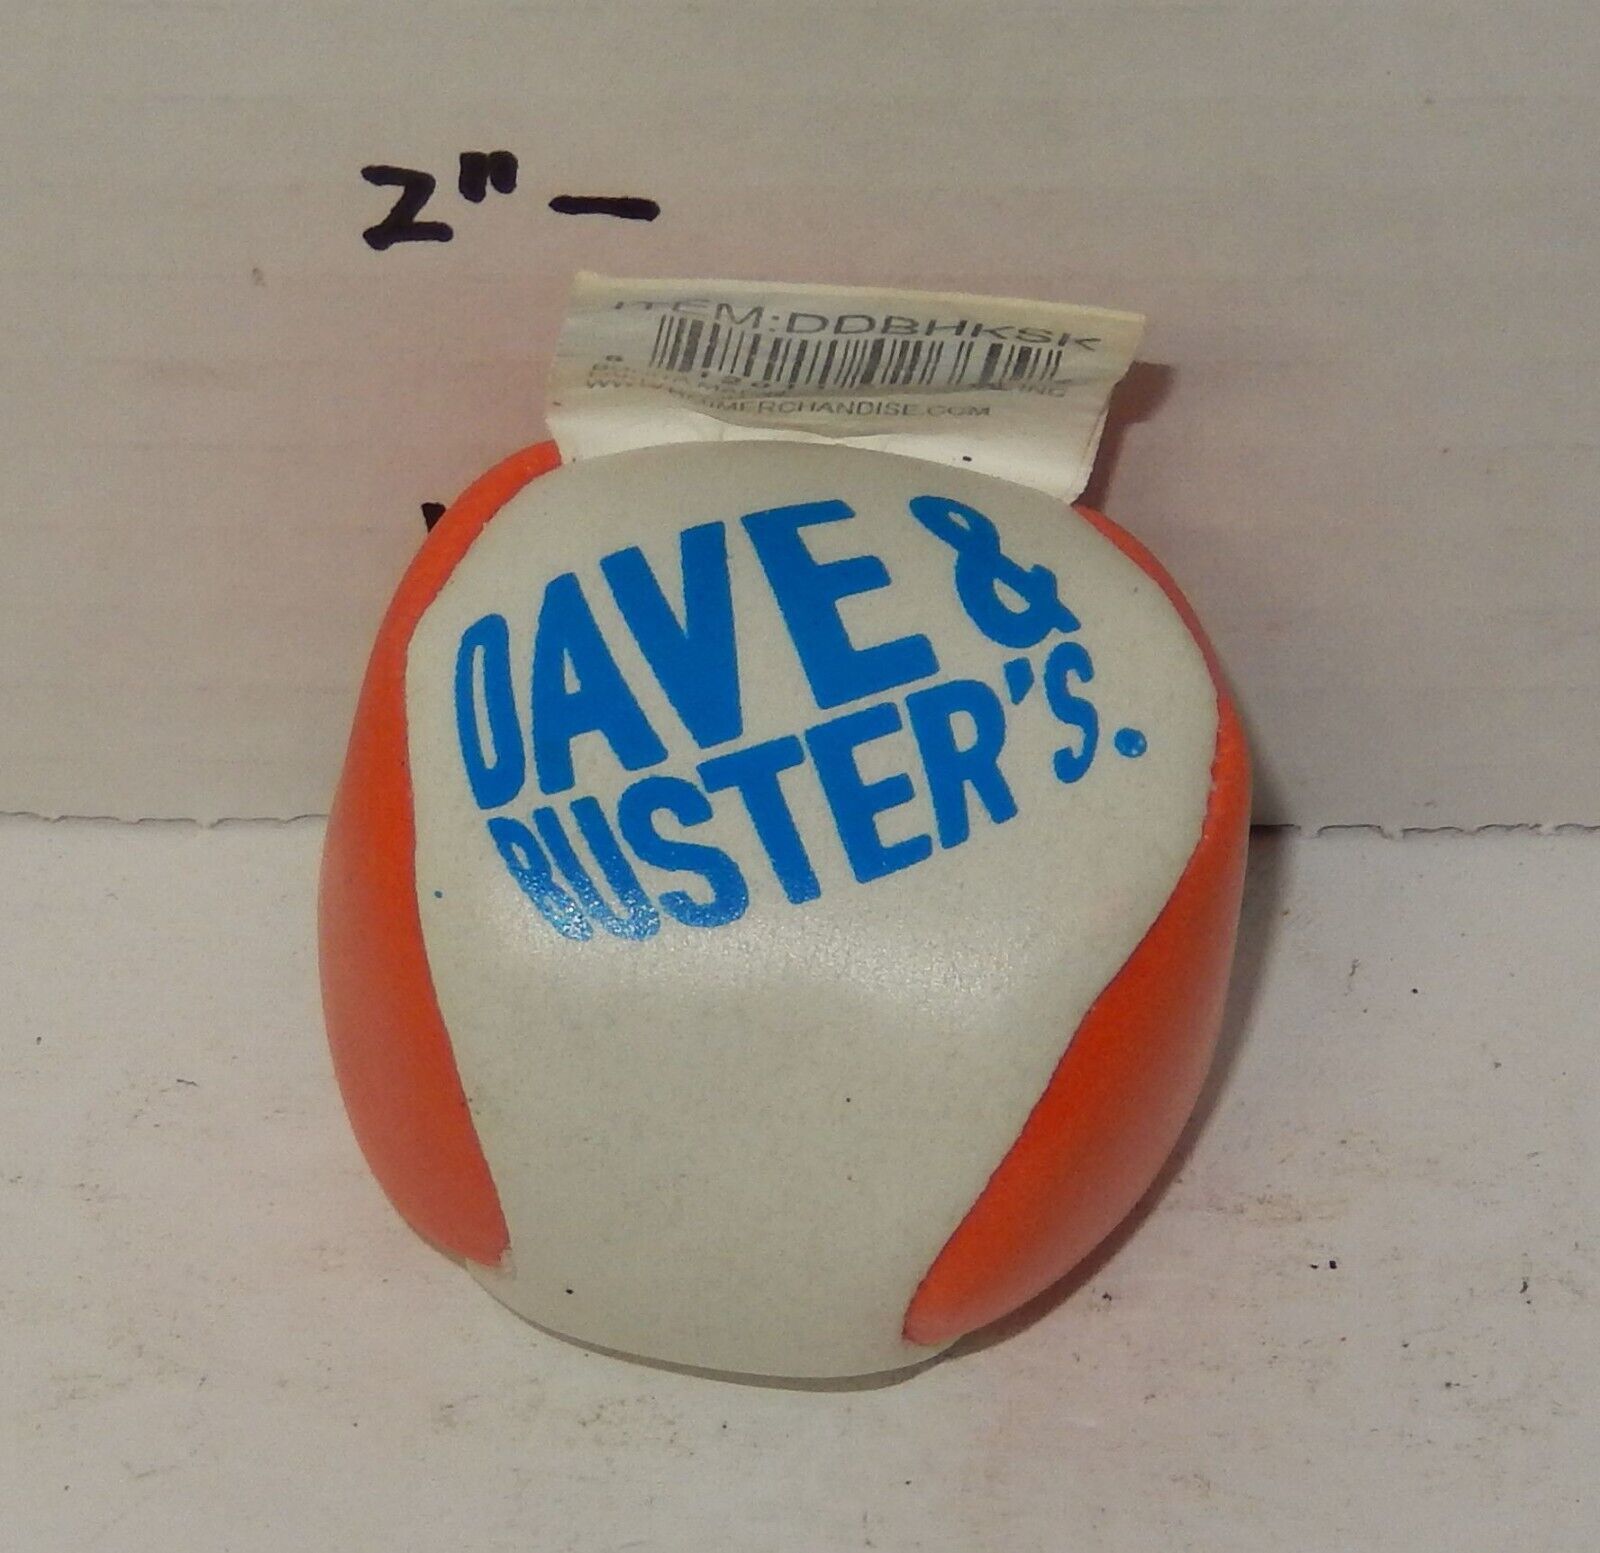 2" —
ITEM:DDBHKSK
DAVE &
BUSTER'S.